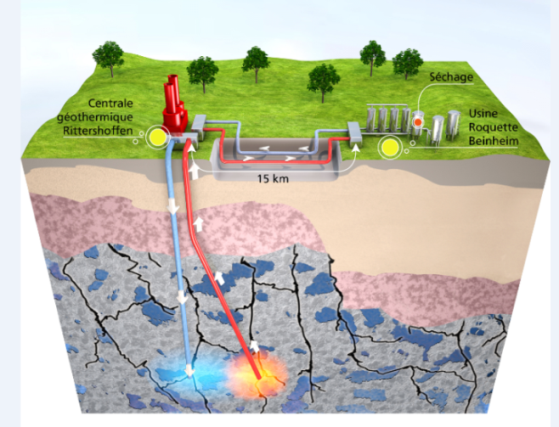 Centrale
géothermique
Rittershoffen
Séchage
Usine
Roquette
Beinheim
15 km